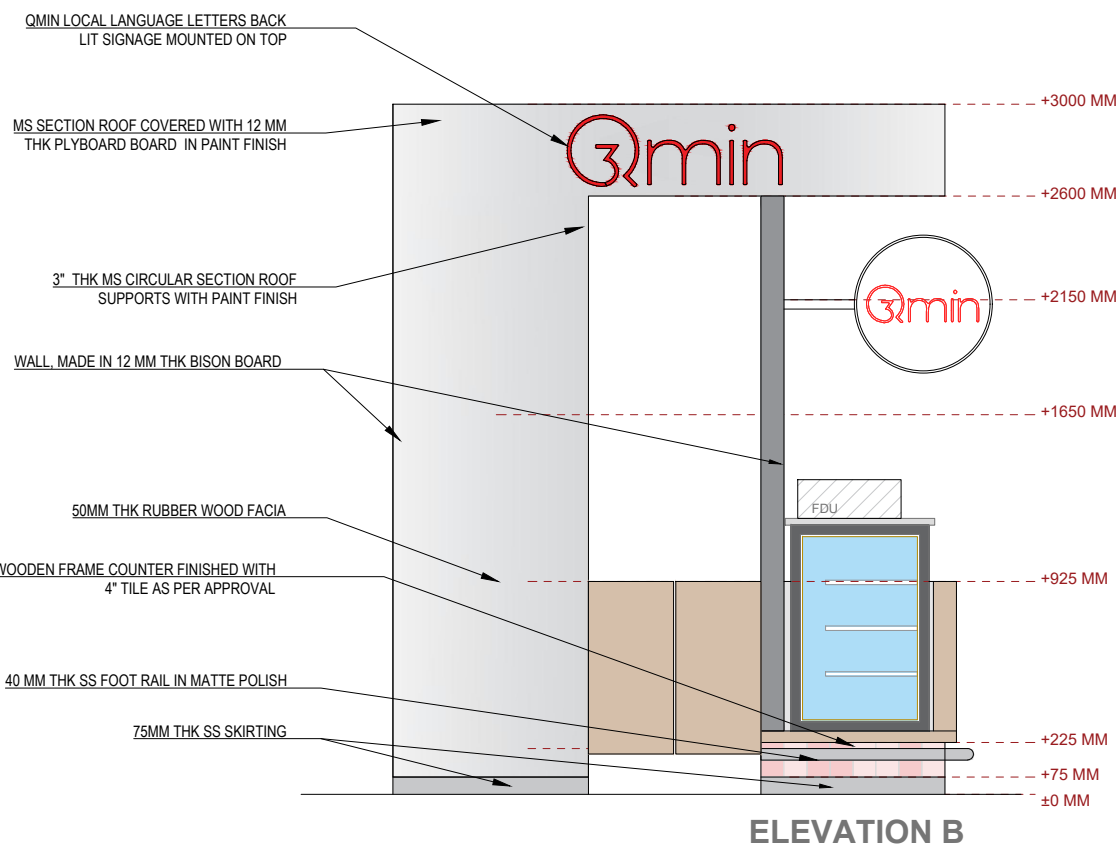 QMIN LOCAL LANGUAGE LETTERS BACK
LIT SIGNAGE MOUNTED ON TOP
MS SECTION ROOF COVERED WITH 12 MM
THK PLYBOARD BOARD IN PAINT FINISH
3" THK MS CIRCULAR SECTION ROOF
SUPPORTS WITH PAINT FINISH
WALL, MADE IN 12 MM THK BISON BOARD
50MM THK RUBBER WOOD FACIA
WOODEN FRAME COUNTER FINISHED WITH
4" TILE AS PER APPROVAL
40 MM THK SS FOOT RAIL IN MATTE POLISH
75MM THK SS SKIRTING
Qmin
Qmin
FDU
+3000 MM
+2600 MM
+2150 MM
+1650 MM
+925 MM
+225 MM
+75 MM
±0 MM
ELEVATION B